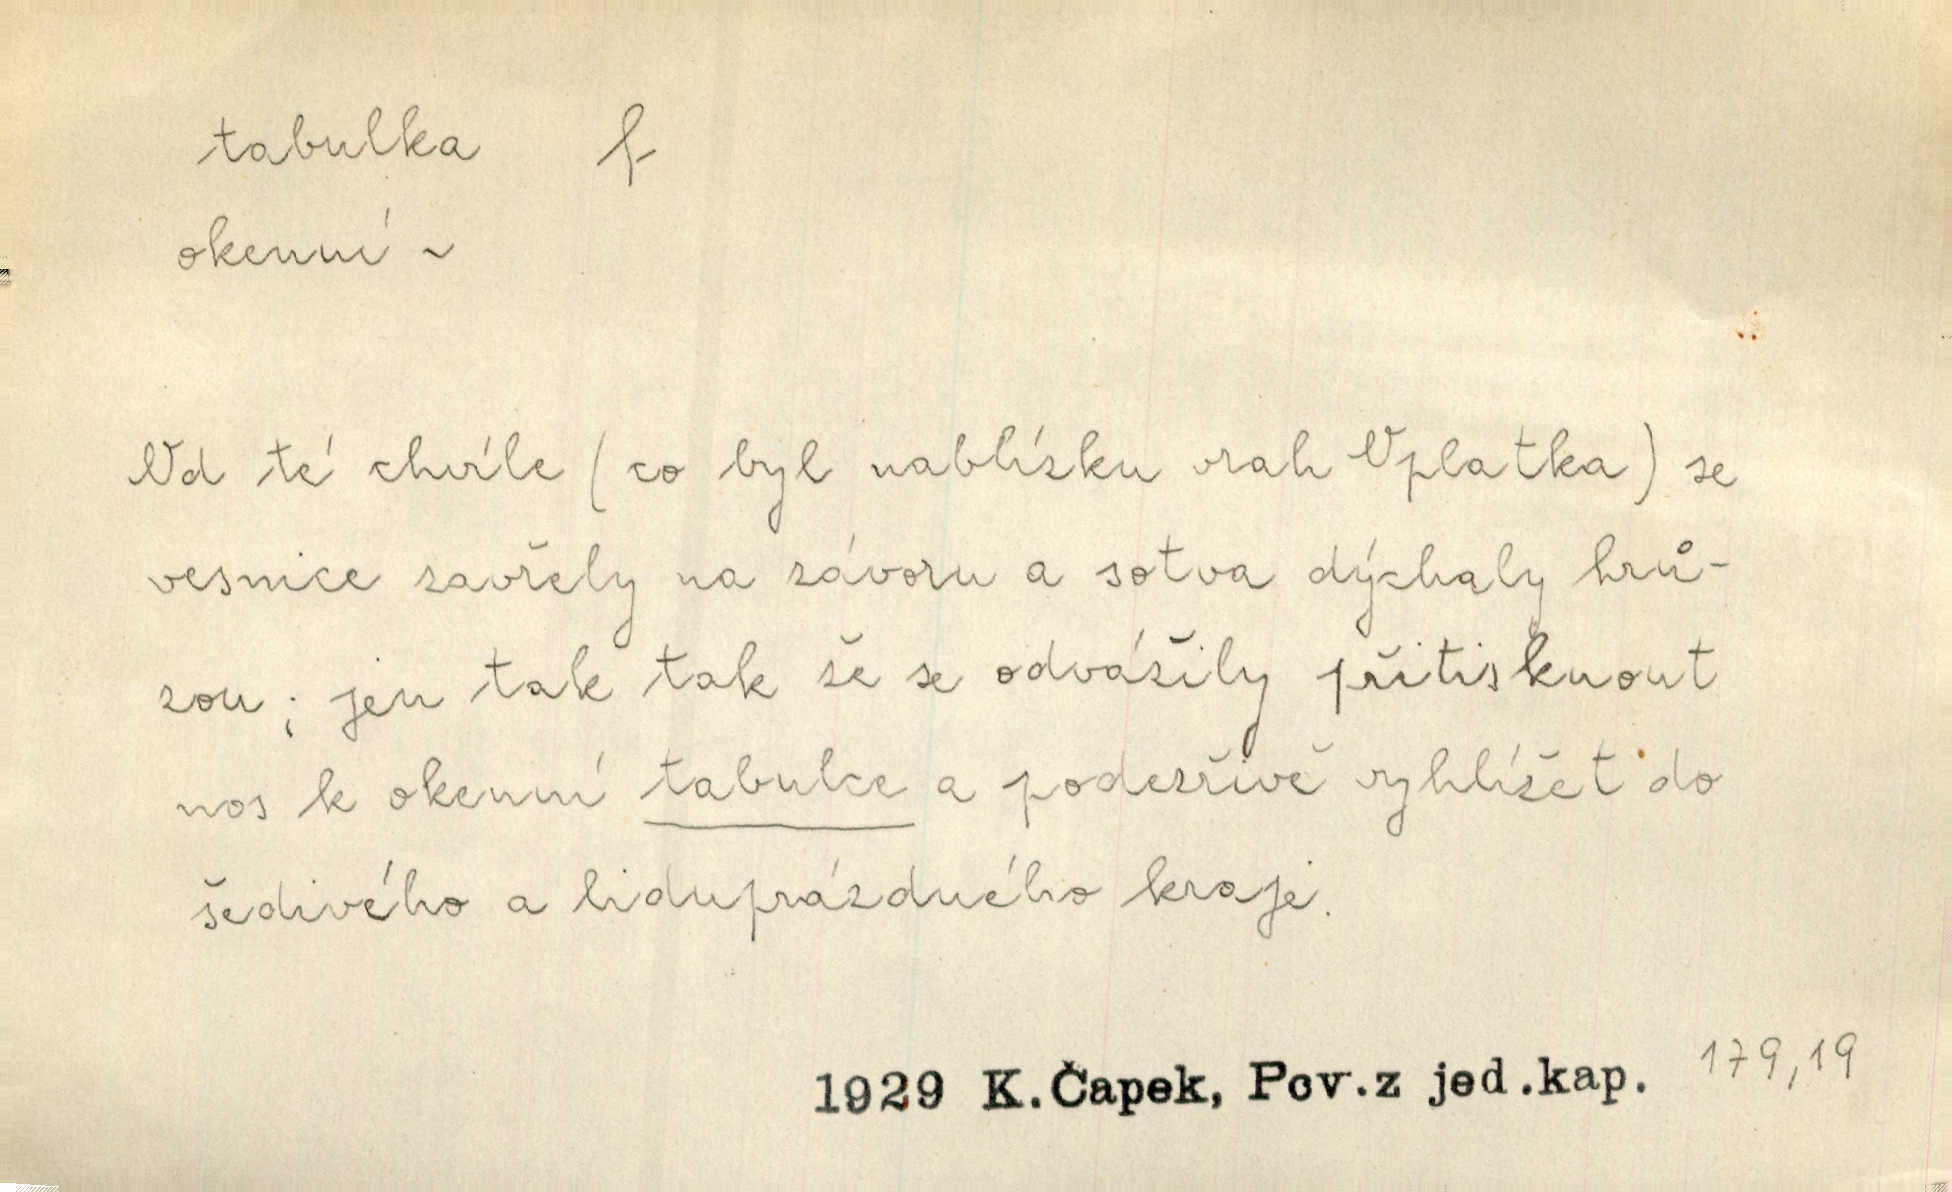 tabulka f
okenní ~
Od té chvíle (co byl nablízku vrah Oplatka) se
vesnice zavřely na závoru a sotva dýchaly hrů-
zou; jen tak tak že se odvážily přitisknout
nos k okenní tabulce a podezřivě vyhlížet do
šedivého a liduprázdného kraje.
1929 K.Čapek, Pov.z jed.kap. 179,19